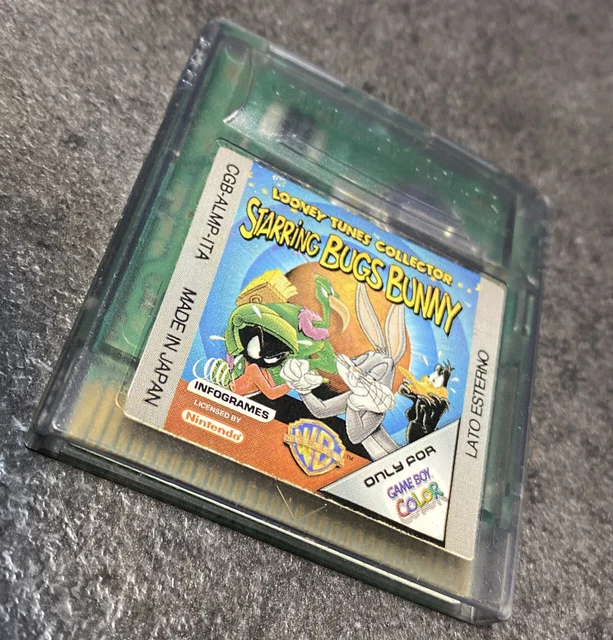 LOONEY TUNES COLLECTOR
STARRING BUGS BUNNY
CGB-ALMP-ITA
MADE IN JAPAN
INFOGRAMES
LICENSED BY
Nintendo
WB
TM
ONLY FOR
GAME BOY
COLOR
LATO ESTERNO